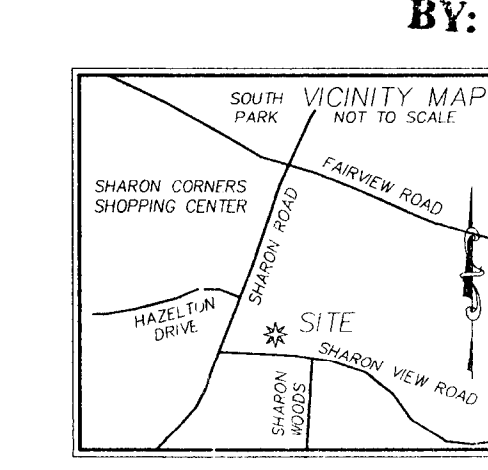 BY:
SOUTH PARK
VICINITY MAP
NOT TO SCALE
FAIRVIEW ROAD
SHARON CORNERS
SHOPPING CENTER
SHARON ROAD
HAZELTON
DRIVE
SITE
SHARON VIEW ROAD
SHARON
WOODS